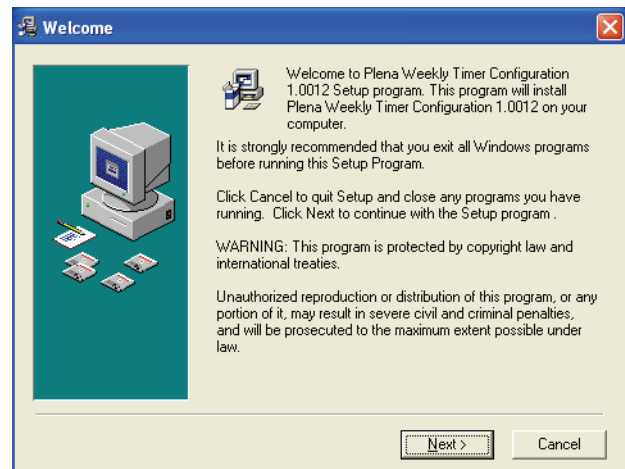 Welcome
Welcome to Plena Weekly Timer Configuration
1.0012 Setup program. This program will install
Plena Weekly Timer Configuration 1.0012 on your
computer.
It is strongly recommended that you exit all Windows programs
before running this Setup Program.
Click Cancel to quit Setup and close any programs you have
running. Click Next to continue with the Setup program .
WARNING: This program is protected by copyright law and
international treaties.
Unauthorized reproduction or distribution of this program, or any
portion of it, may result in severe civil and criminal penalties,
and will be prosecuted to the maximum extent possible under
law.
Next >
Cancel